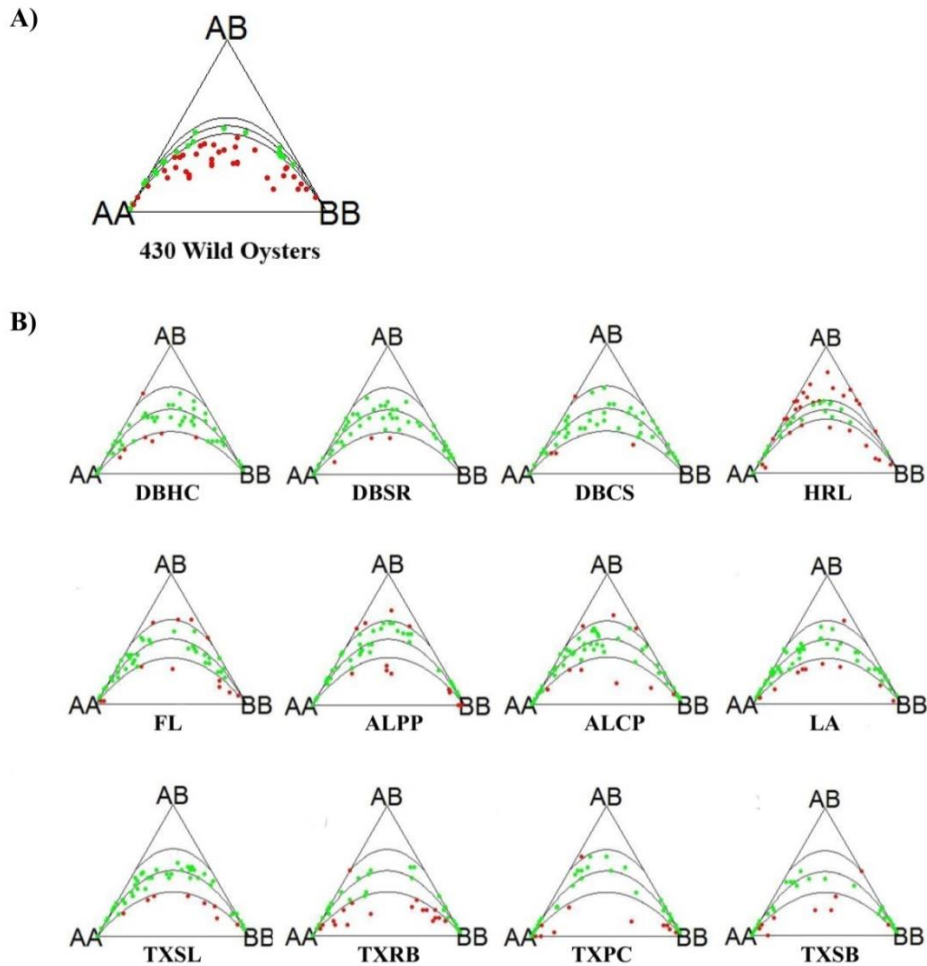 A)
AB
AA BB
430 Wild Oysters
B)
AB AB AB AB
AA BB AA BB AA BB AA BB
DBHC DBSR DBCS HRL
AB AB AB AB
AA BB AA BB AA BB AA BB
FL ALPP ALCP LA
AB AB AB AB
AA BB AA BB AA BB AA BB
TXSL TXRB TXPC TXSB